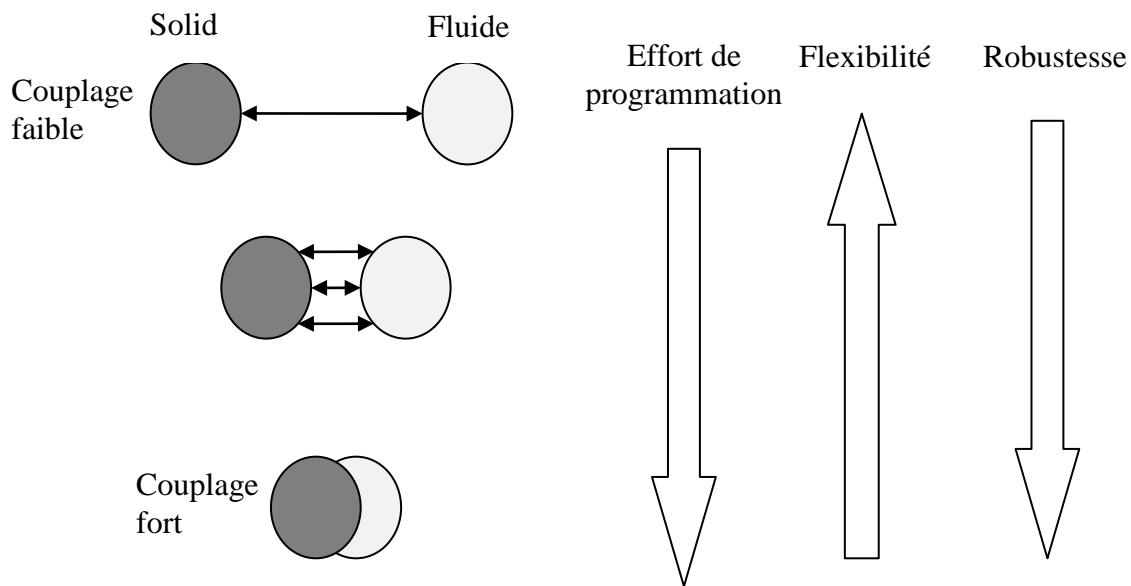 Solid
Fluide
Effort de
programmation
Flexibilité
Robustesse
Couplage
faible
Couplage
fort